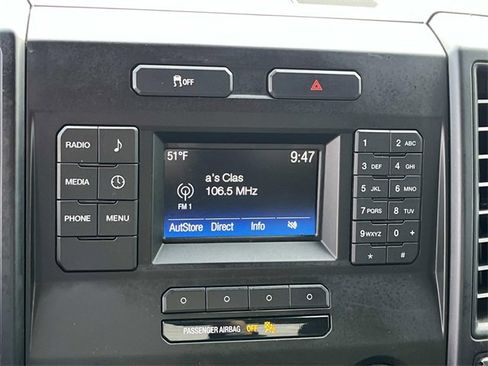 OFF
RADIO
MEDIA
PHONE MENU
51°F 9:47
a's Clas
106.5 MHz
FM 1
AutStore Direct Info
1 2 ABC
3 DEF 4 GHI
5 JKL 6 MNO
7 PQRS 8 TUV
9 WXYZ 0 +
* #
PASSENGER AIRBAG OFF